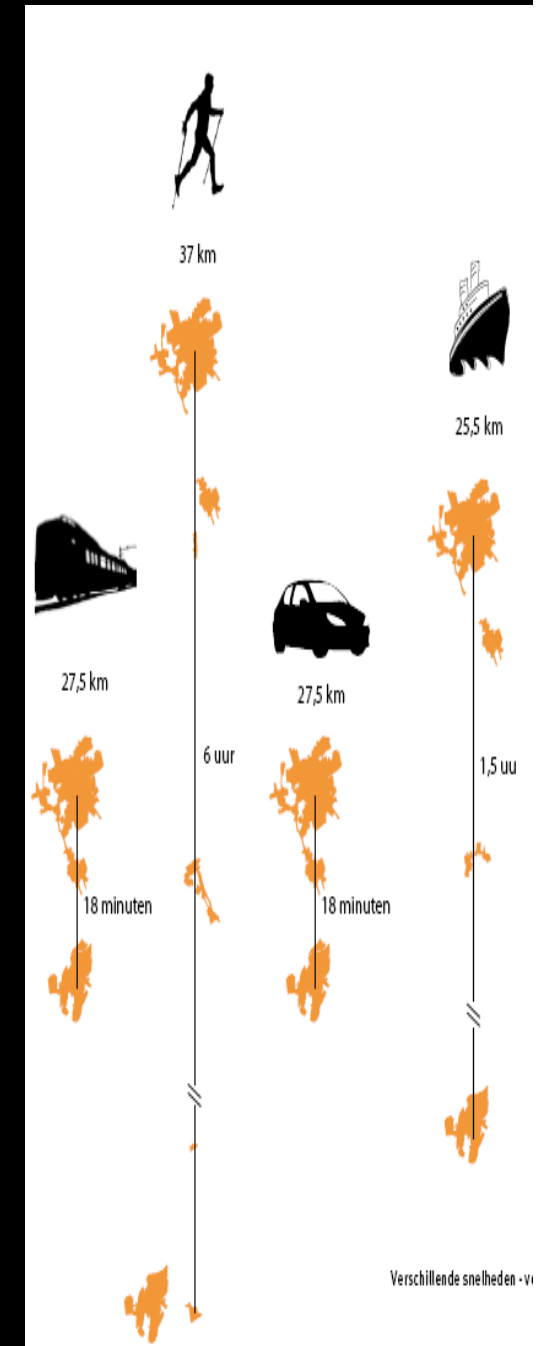 37 km
25,5 km
27,5 km
27,5 km
6 uur
1,5 uu
18 minuten
18 minuten
Verschillende snelheden - v